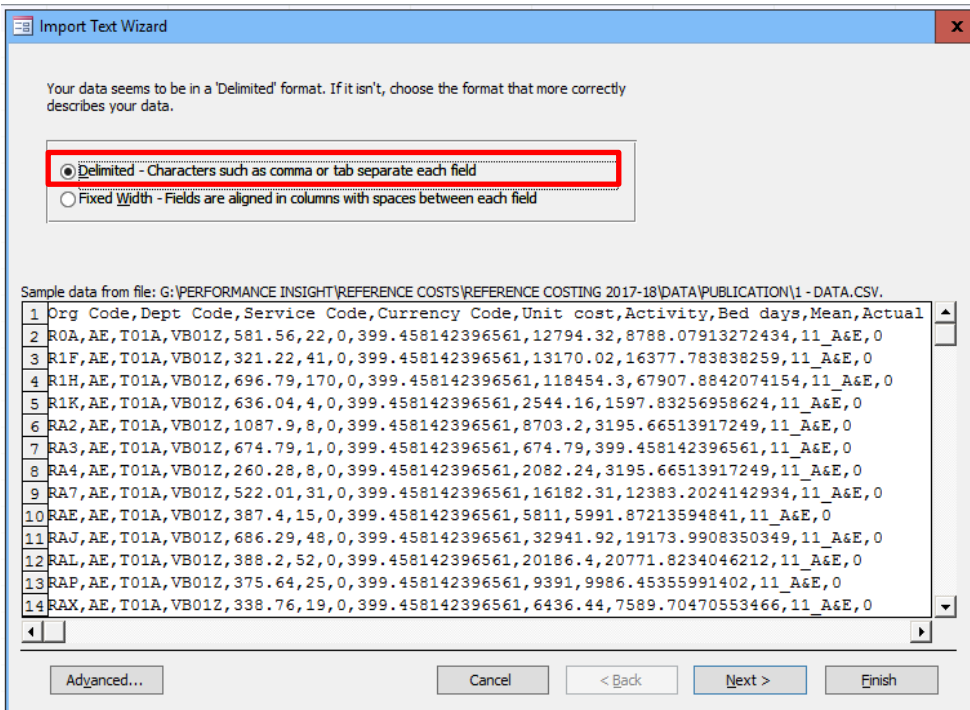 Import Text Wizard
x
Your data seems to be in a 'Delimited' format. If it isn't, choose the format that more correctly
describes your data.
Delimited - Characters such as comma or tab separate each field
Fixed Width - Fields are aligned in columns with spaces between each field
Sample data from file: G:\PERFORMANCE INSIGHT\REFERENCE COSTS\REFERENCE COSTING 2017-18\DATA\PUBLICATION\1 - DATA.CSV.
1 Org Code,Dept Code,Service Code,Currency Code,Unit cost,Activity,Bed days,Mean,Actual
2 R0A,AE,T01A,VB01Z,581.56,22,0,399.458142396561,12794.32,8788.07913272434,11_A&E,0
3 R1F,AE,T01A,VB01Z,321.22,41,0,399.458142396561,13170.02,16377.783838259,11_A&E,0
4 R1H,AE,T01A,VB01Z,696.79,170,0,399.458142396561,118454.3,67907.8842074154,11_A&E,0
5 R1K,AE,T01A,VB01Z,636.04,4,0,399.458142396561,2544.16,1597.83256958624,11_A&E,0
6 RA2,AE,T01A,VB01Z,1087.9,8,0,399.458142396561,8703.2,3195.66513917249,11_A&E,0
7 RA3,AE,T01A,VB01Z,674.79,1,0,399.458142396561,674.79,399.458142396561,11_A&E,0
8 RA4,AE,T01A,VB01Z,260.28,8,0,399.458142396561,2082.24,3195.66513917249,11_A&E,0
9 RA7,AE,T01A,VB01Z,522.01,31,0,399.458142396561,16182.31,12383.2024142934,11_A&E,0
10 RAE,AE,T01A,VB01Z,387.4,15,0,399.458142396561,5811,5991.87213594841,11_A&E,0
11 RAJ,AE,T01A,VB01Z,686.29,48,0,399.458142396561,32941.92,19173.9908350349,11_A&E,0
12 RAL,AE,T01A,VB01Z,388.2,52,0,399.458142396561,20186.4,20771.8234046212,11_A&E,0
13 RAP,AE,T01A,VB01Z,375.64,25,0,399.458142396561,9391,9986.45355991402,11_A&E,0
14 RAX,AE,T01A,VB01Z,338.76,19,0,399.458142396561,6436.44,7589.70470553466,11_A&E,0
Advanced... Cancel < Back Next > Finish